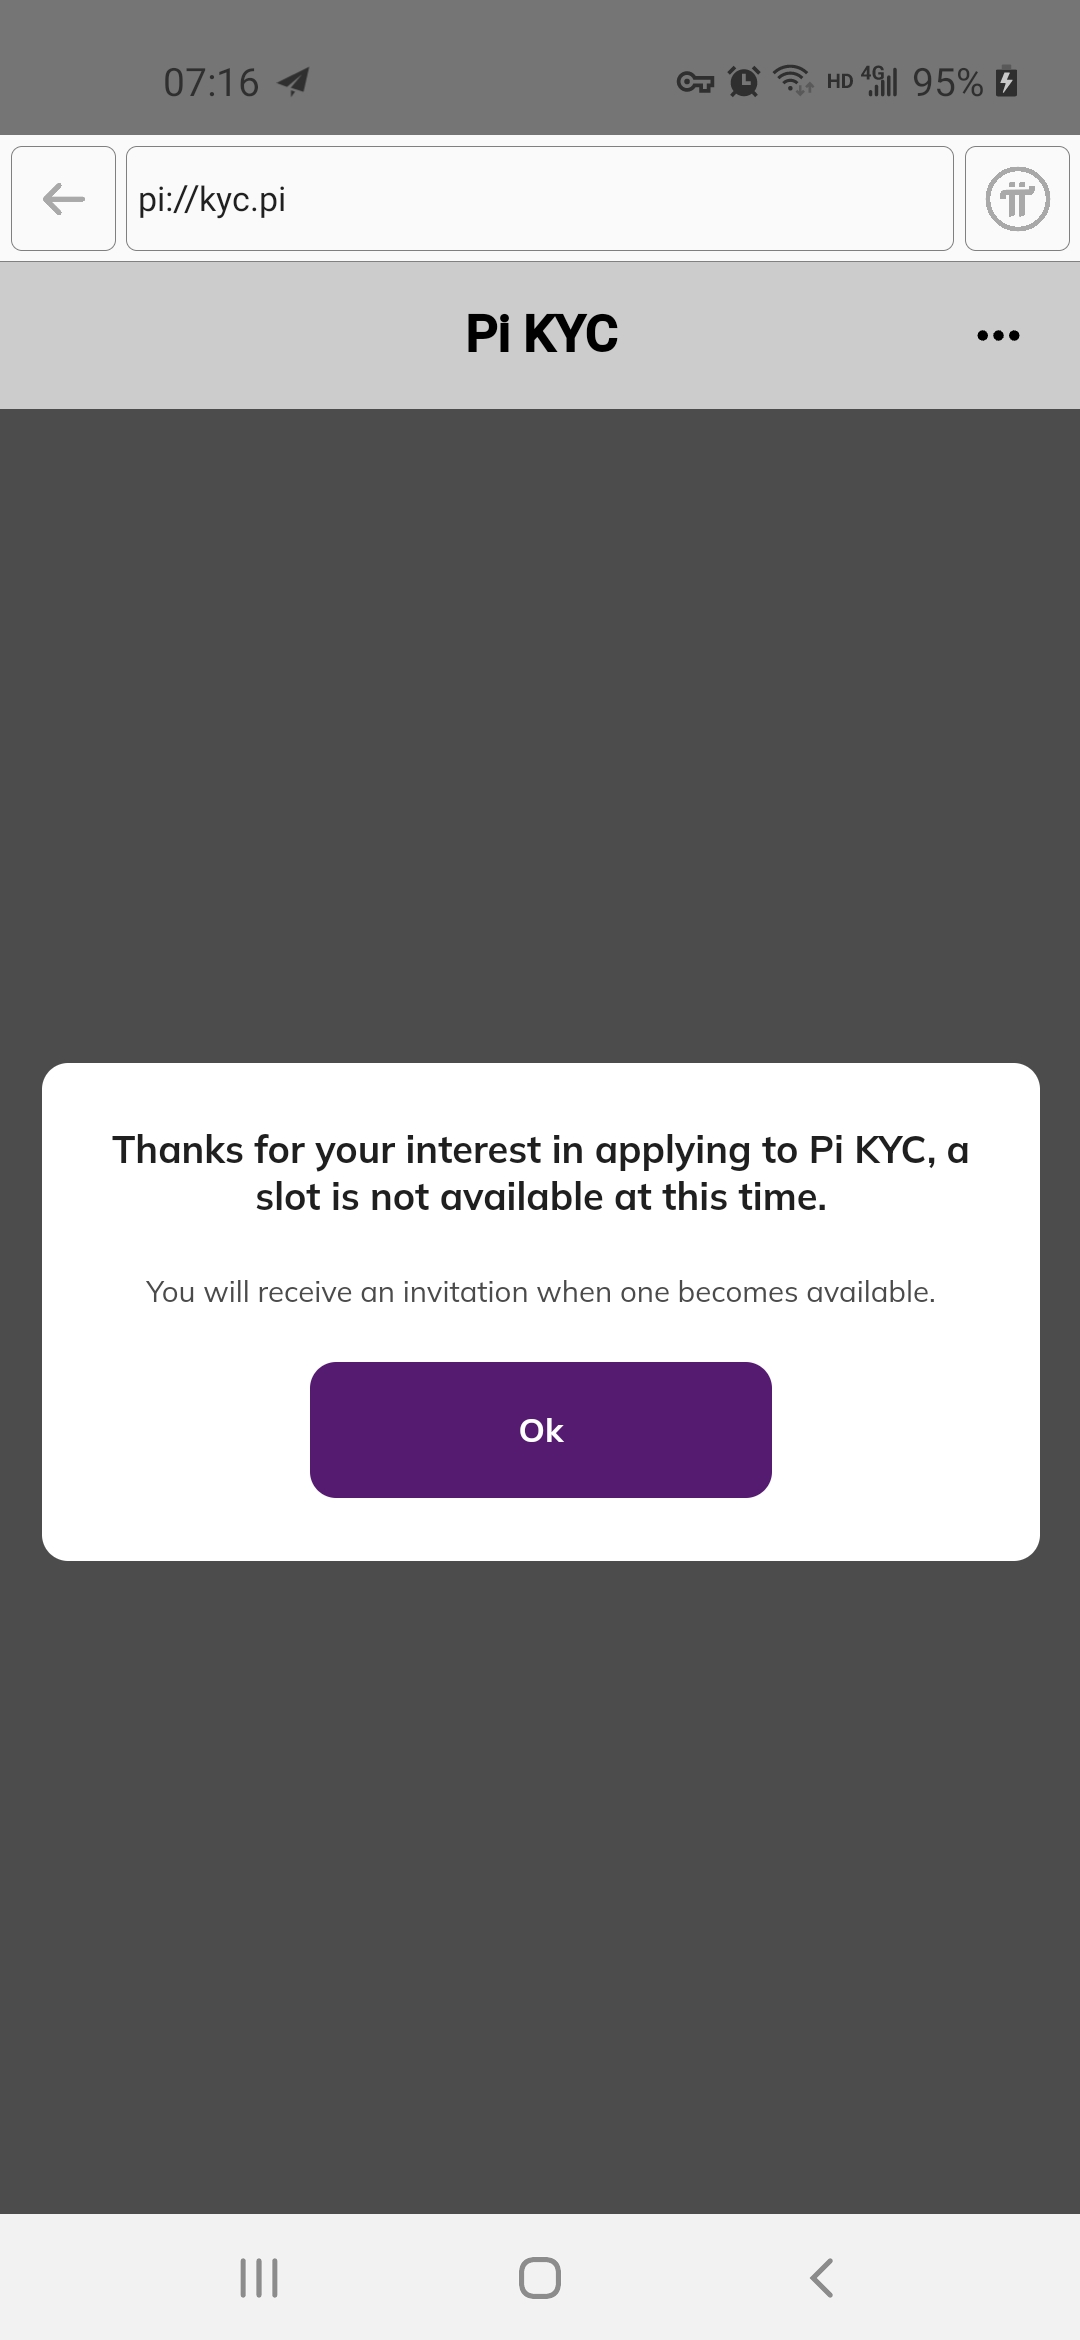 07:16 HD 4G 95%
pi://kyc.pi
Pi KYC
Thanks for your interest in applying to Pi KYC, a
slot is not available at this time.
You will receive an invitation when one becomes available.
Ok